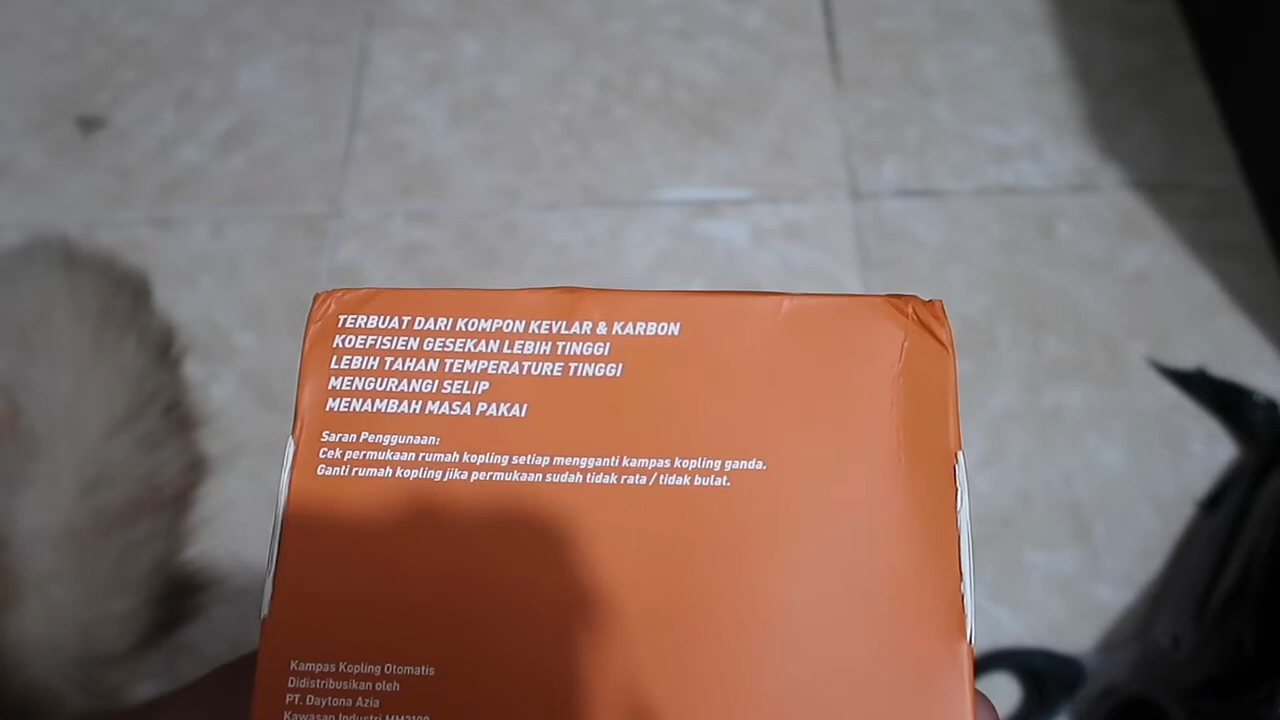 TERBUAT DARI KOMPON KEVLAR & KARBON
KOEFISIEN GESEKAN LEBIH TINGGI
LEBIH TAHAN TEMPERATURE TINGGI
MENGURANGI SELIP
MENAMBAH MASA PAKAI
Saran Penggunaan:
Cek permukaan rumah kopling setiap mengganti kampas kopling ganda.
Ganti rumah kopling jika permukaan sudah tidak rata / tidak bulat.
Kampas Kopling Otomatis
Didistribusikan oleh
PT. Daytona Azia
Kawasan Industri MM2100